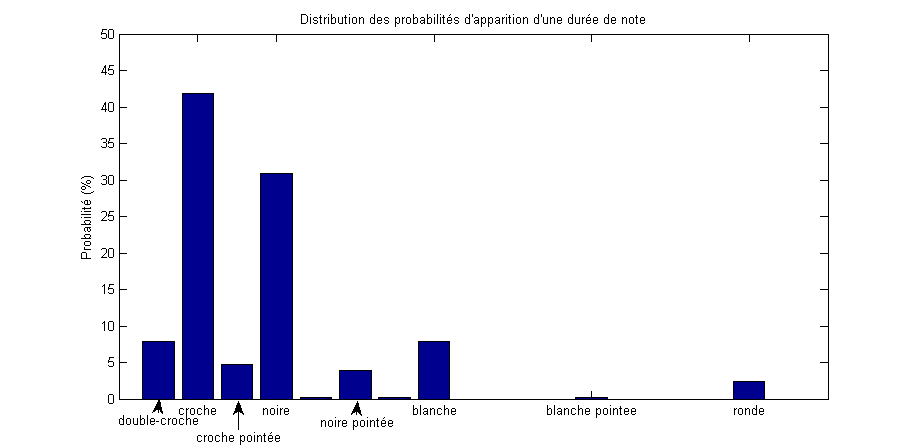 Distribution des probabilités d'apparition d'une durée de note
Probabilité (%)
50
45
40
35
30
25
20
15
10
5
0
double-croche
croche
croche pointée
noire
noire pointée
blanche
blanche pointee
ronde